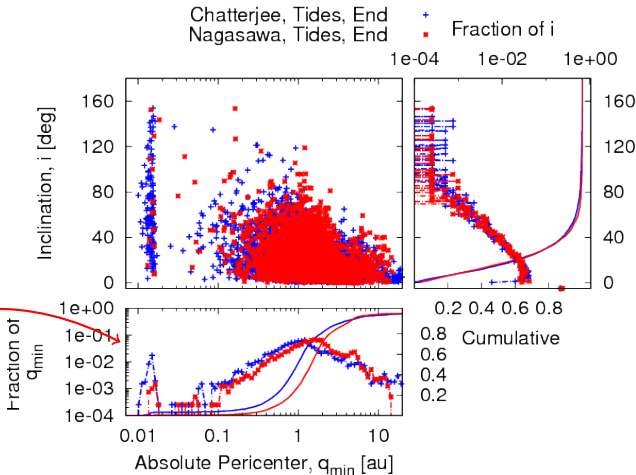 Chatterjee, Tides, End
Nagasawa, Tides, End
Fraction of i
1e-04 1e-02 1e+00
160
120
80
40
0
Inclination, i [deg]
160
120
80
40
0
0.2 0.4 0.6 0.8
Cumulative
1e+00
1e-01
1e-02
1e-03
1e-04
Fraction of
qmin
0.8
0.6
0.4
0.2
0.01 0.1 1 10
Absolute Pericenter, qmin [au]